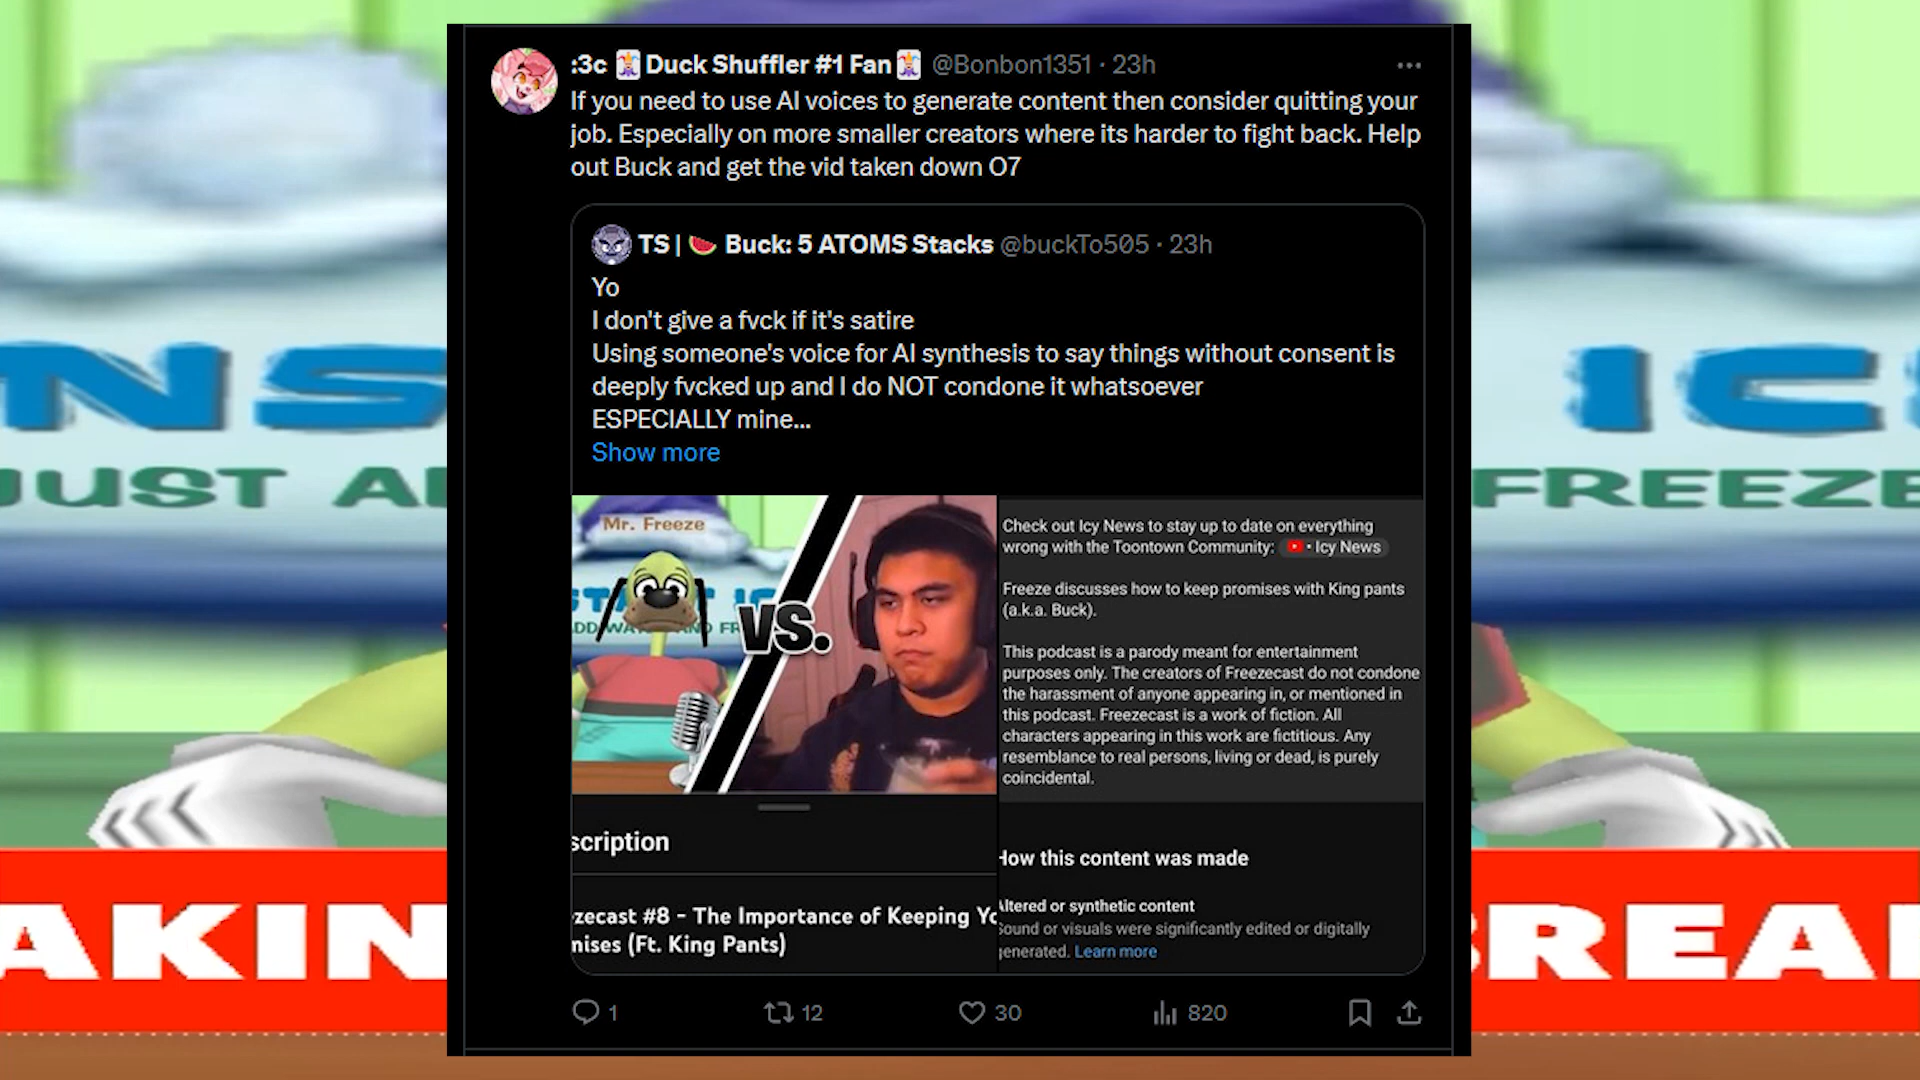 :3c 🃏Duck Shuffler #1 Fan🃏 @Bonbon1351 · 23h
If you need to use AI voices to generate content then consider quitting your
job. Especially on more smaller creators where its harder to fight back. Help
out Buck and get the vid taken down O7
TS | 🍉 Buck: 5 ATOMS Stacks @buckTo505 · 23h
Yo
I don't give a fvck if it's satire
Using someone's voice for AI synthesis to say things without consent is
deeply fvcked up and I do NOT condone it whatsoever
ESPECIALLY mine...
Show more
Mr. Freeze
VS.
scription
zecast #8 - The Importance of Keeping Yo
mises (Ft. King Pants)
Check out Icy News to stay up to date on everything
wrong with the Toontown Community: • Icy News
Freeze discusses how to keep promises with King pants
(a.k.a. Buck).
This podcast is a parody meant for entertainment
purposes only. The creators of Freezecast do not condone
the harassment of anyone appearing in, or mentioned in
this podcast. Freezecast is a work of fiction. All
characters appearing in this work are fictitious. Any
resemblance to real persons, living or dead, is purely
coincidental.
How this content was made
Altered or synthetic content
Sound or visuals were significantly edited or digitally
generated. Learn more
1 12 30 820
NS
JUST A
IC
FREEZE
AKIN
REA